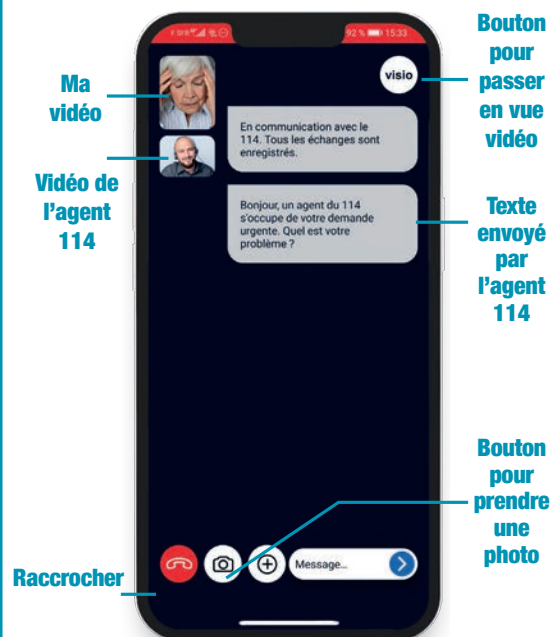 92 % 15:33
visio
En communication avec le
114. Tous les échanges sont
enregistrés.
Bonjour, un agent du 114
s'occupe de votre demande
urgente. Quel est votre
problème ?
Message...
Ma
vidéo
Vidéo de
l'agent
114
Raccrocher
Bouton
pour
passer
en vue
vidéo
Texte
envoyé
par
l'agent
114
Bouton
pour
prendre
une
photo